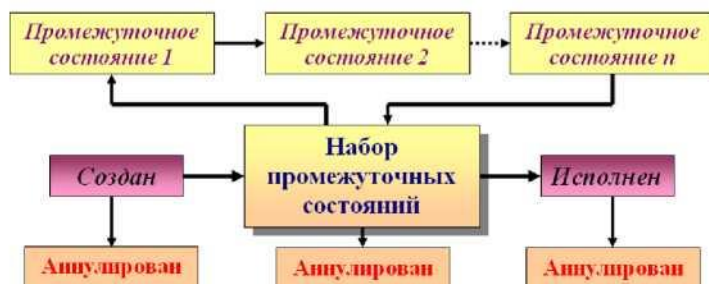 Промежуточное
состояние 1
Промежуточное
состояние 2
Промежуточное
состояние n
Создан
Набор
промежуточных
состояний
Исполнен
Аннулирован
Аннулирован
Аннулирован